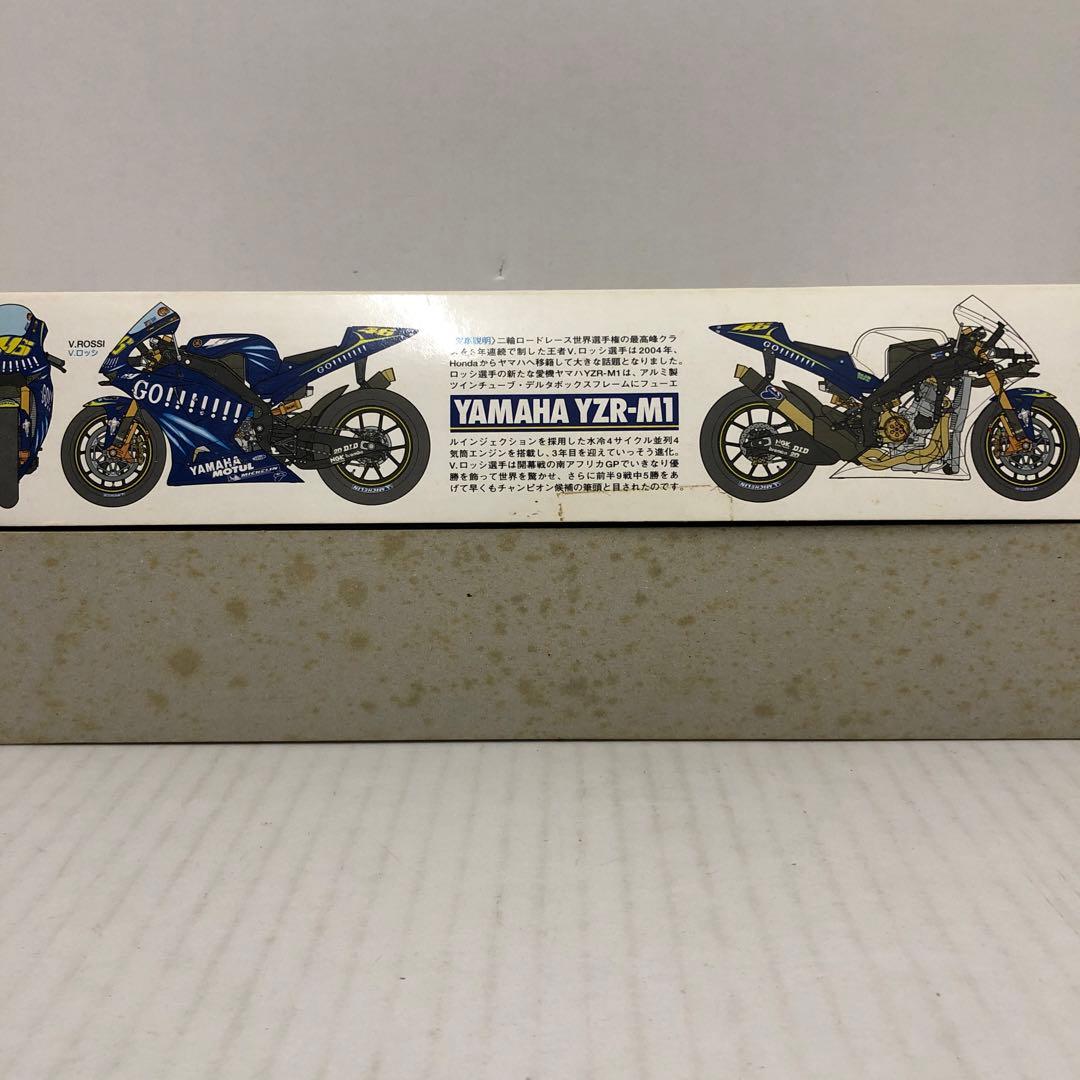 V.ROSSI
V.ロッシ
46
GO!!!!!!!!
YAMAHA
MOTUL
MICHELIN
46
D.I.D
NGK
MICHELIN
説明〉二輪ロードレース世界選手権の最高峰クラ
スを3年連続で制した王者V.ロッシ選手は2004年、
HondaからヤマハへT移籍して大きな話題となりました。
ロッシ選手の新たな愛機ヤマハYZR-M1は、アルミ製
ツインチューブ・デルタボックスフレームにフューエ
YAMAHA YZR-M1
ルインジェクションを採用した水冷4サイクル並列4
気筒エンジンを搭載し、3年目を迎えていっそう進化。
V.ロッシ選手は開幕戦の南アフリカGPでいきなり優
勝を飾って世界を驚かせ、さらに前半9戦中5勝をあ
げて早くもチャンピオン候補の筆頭と目されたのです。
46
GO!!!!!!!
NGK D.I.D
MICHELIN
MICHELIN